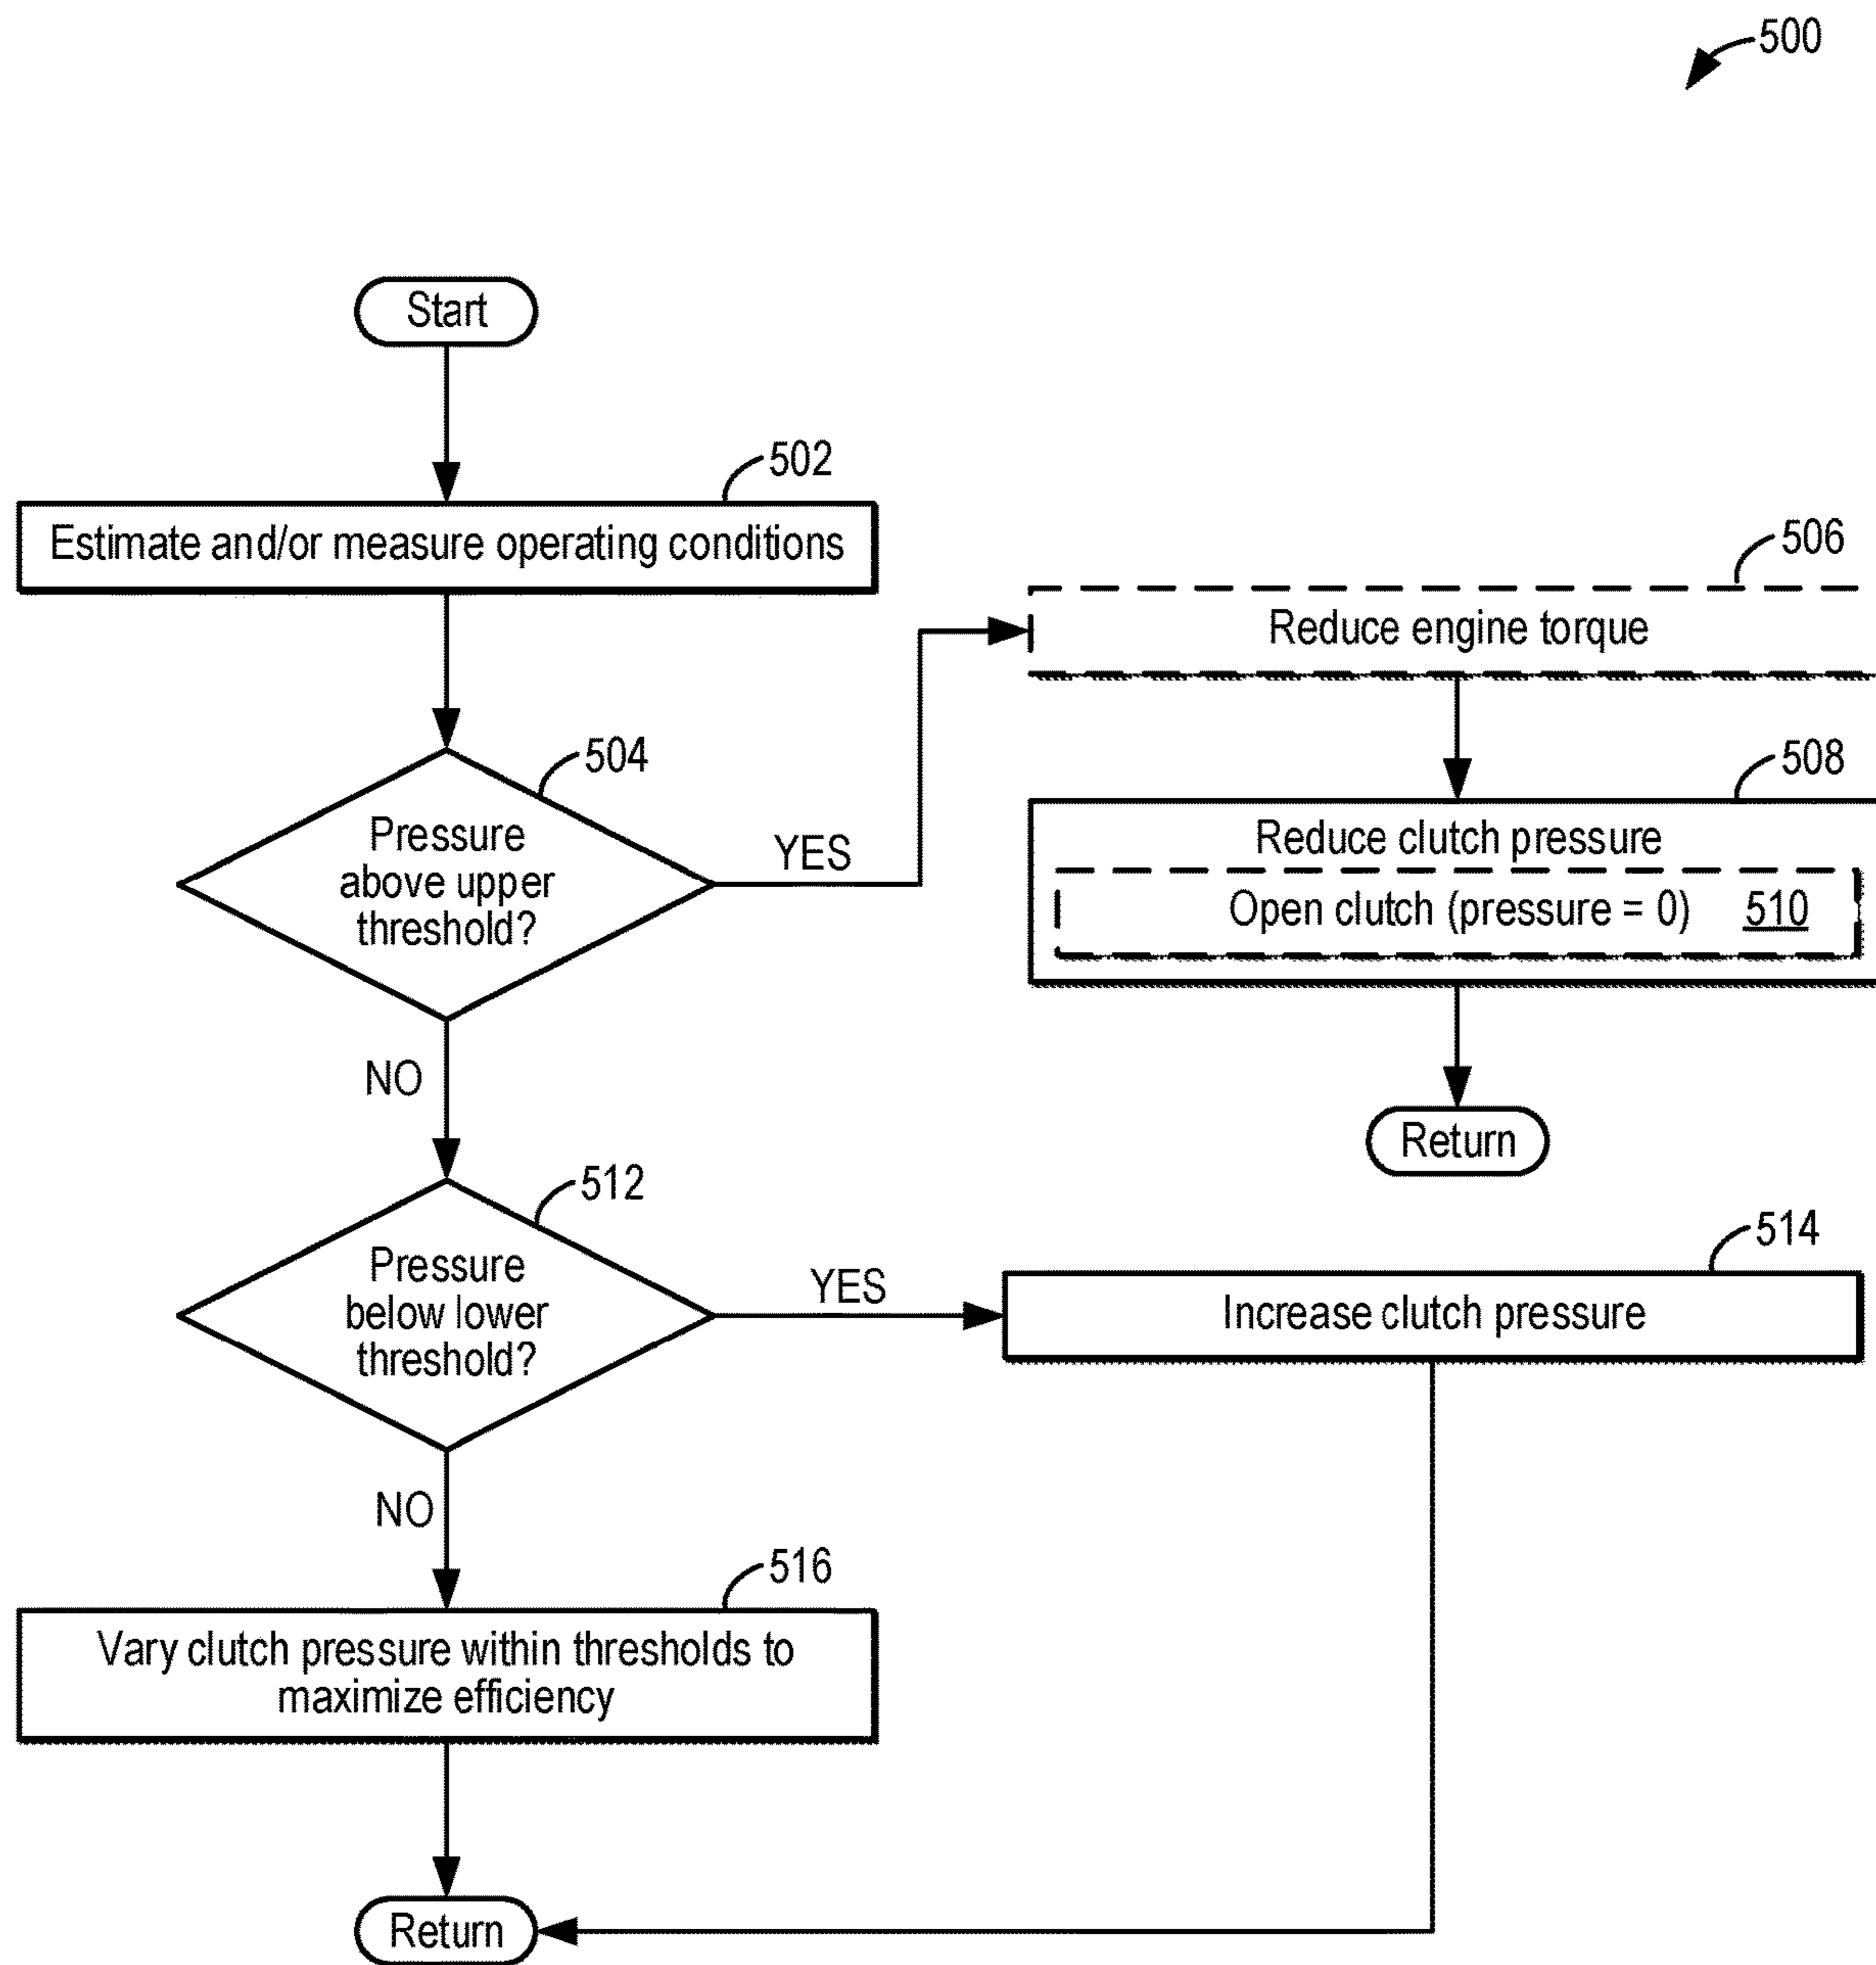 500
Start
502
Estimate and/or measure operating conditions
504
Pressure
above upper
threshold?
YES
506
Reduce engine torque
508
Reduce clutch pressure
Open clutch (pressure = 0) 510
Return
NO
512
Pressure
below lower
threshold?
YES
514
Increase clutch pressure
NO
516
Vary clutch pressure within thresholds to
maximize efficiency
Return